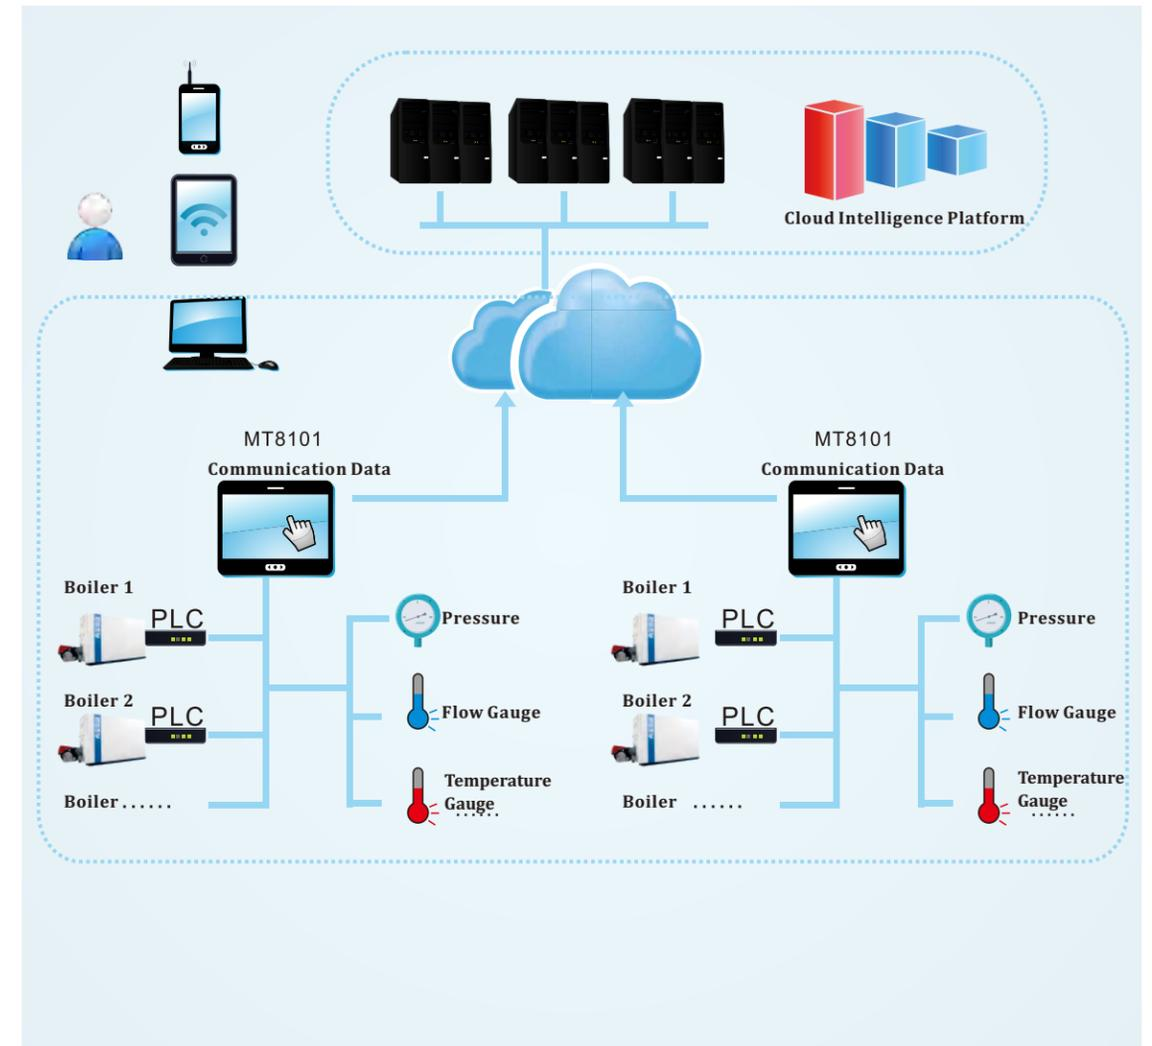 Cloud Intelligence Platform
MT8101
Communication Data
MT8101
Communication Data
Boiler 1
PLC
Pressure
Boiler 2
PLC
Flow Gauge
Boiler ......
Temperature
Gauge
......
Boiler 1
PLC
Pressure
Boiler 2
PLC
Flow Gauge
Boiler ......
Temperature
Gauge
......